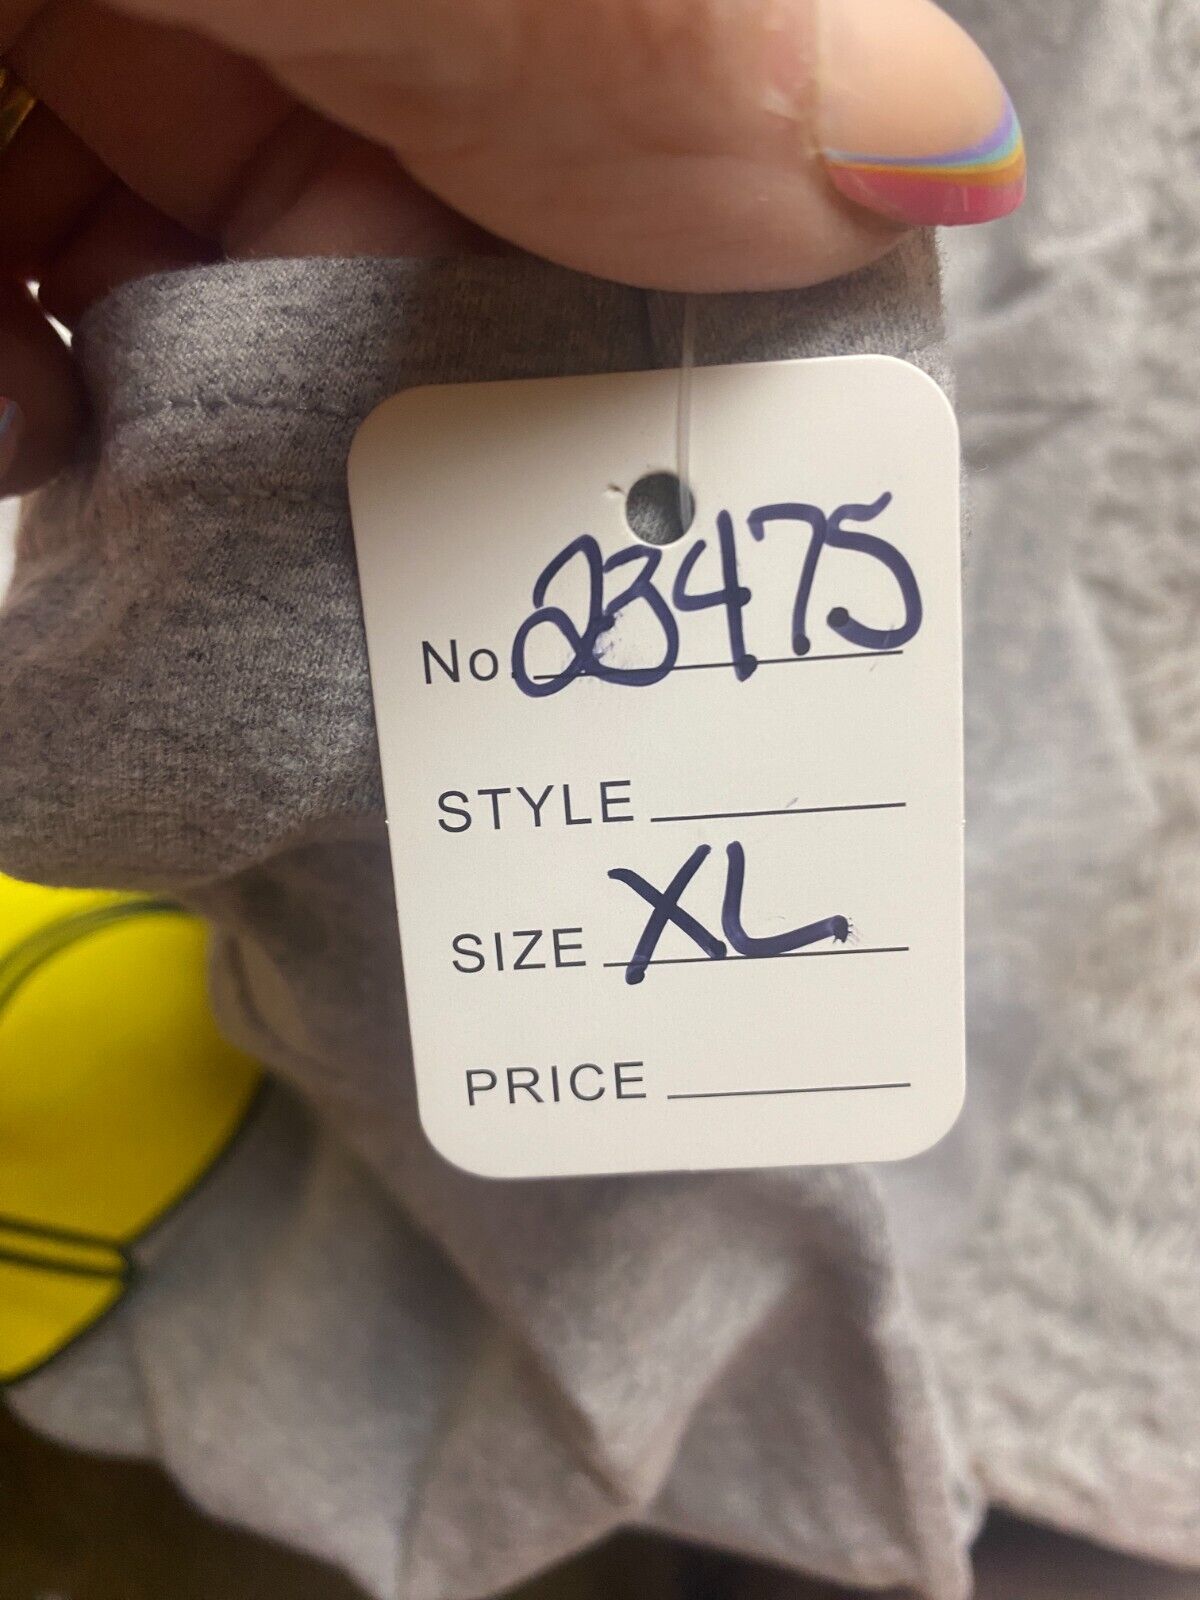 No. 23475
STYLE
SIZE XL
PRICE